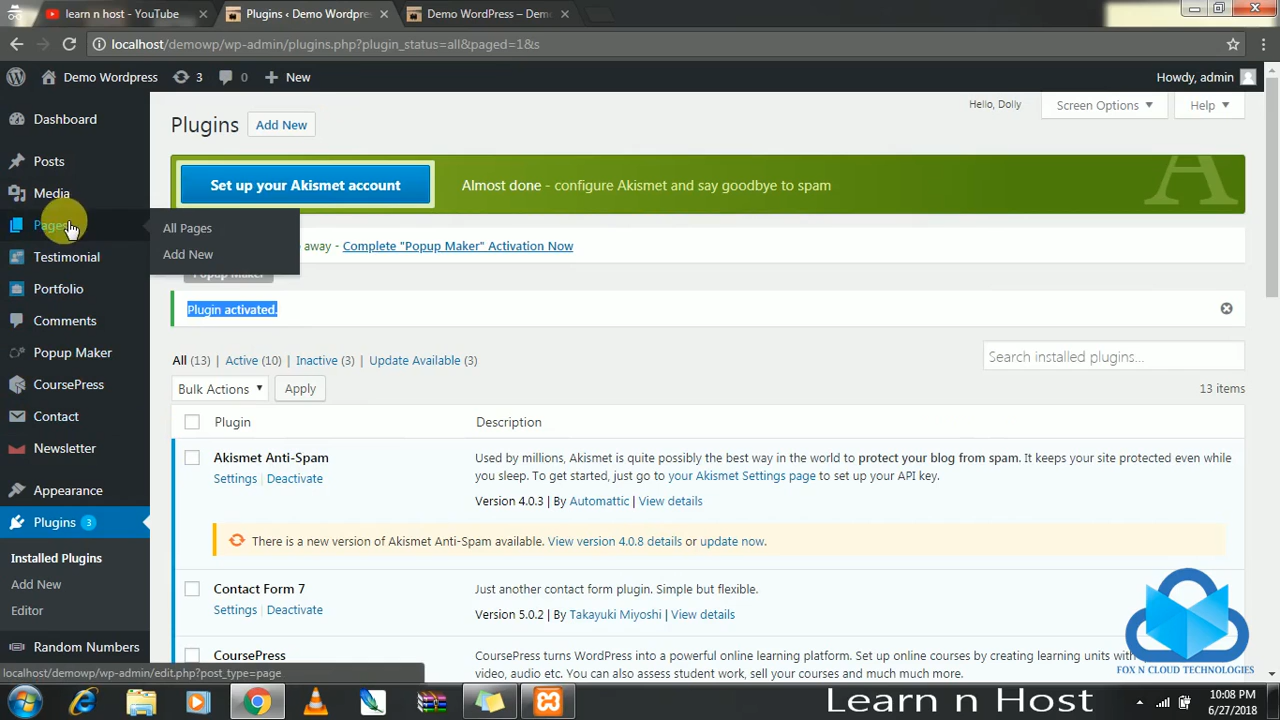 learn n host - YouTube
Plugins ‹ Demo Wordpres
Demo WordPress – Dem
localhost/demowp/wp-admin/plugins.php?plugin_status=all&paged=1&s
Demo Wordpress 3 0 New
Howdy, admin
Dashboard
Posts
Media
Pages
All Pages
Add New
Testimonial
Portfolio
Comments
Popup Maker
CoursePress
Contact
Newsletter
Appearance
Plugins 3
Installed Plugins
Add New
Editor
Random Numbers
Hello, Dolly
Screen Options
Help
Plugins Add New
Set up your Akismet account
Almost done - configure Akismet and say goodbye to spam
away - Complete "Popup Maker" Activation Now
Popup Maker
Plugin activated.
All (13) | Active (10) | Inactive (3) | Update Available (3)
Search installed plugins...
Bulk Actions Apply
13 items
Plugin Description
Akismet Anti-Spam
Settings | Deactivate
Used by millions, Akismet is quite possibly the best way in the world to protect your blog from spam. It keeps your site protected even while
you sleep. To get started, just go to your Akismet Settings page to set up your API key.
Version 4.0.3 | By Automattic | View details
There is a new version of Akismet Anti-Spam available. View version 4.0.8 details or update now.
Contact Form 7
Settings | Deactivate
Just another contact form plugin. Simple but flexible.
Version 5.0.2 | By Takayuki Miyoshi | View details
CoursePress
CoursePress turns WordPress into a powerful online learning platform. Set up online courses by creating learning units with
video, audio etc. You can also assess student work, sell your courses and much much more.
FOX N CLOUD TECHNOLOGIES
localhost/demowp/wp-admin/edit.php?post_type=page
Learn n Host
10:08 PM
6/27/2018